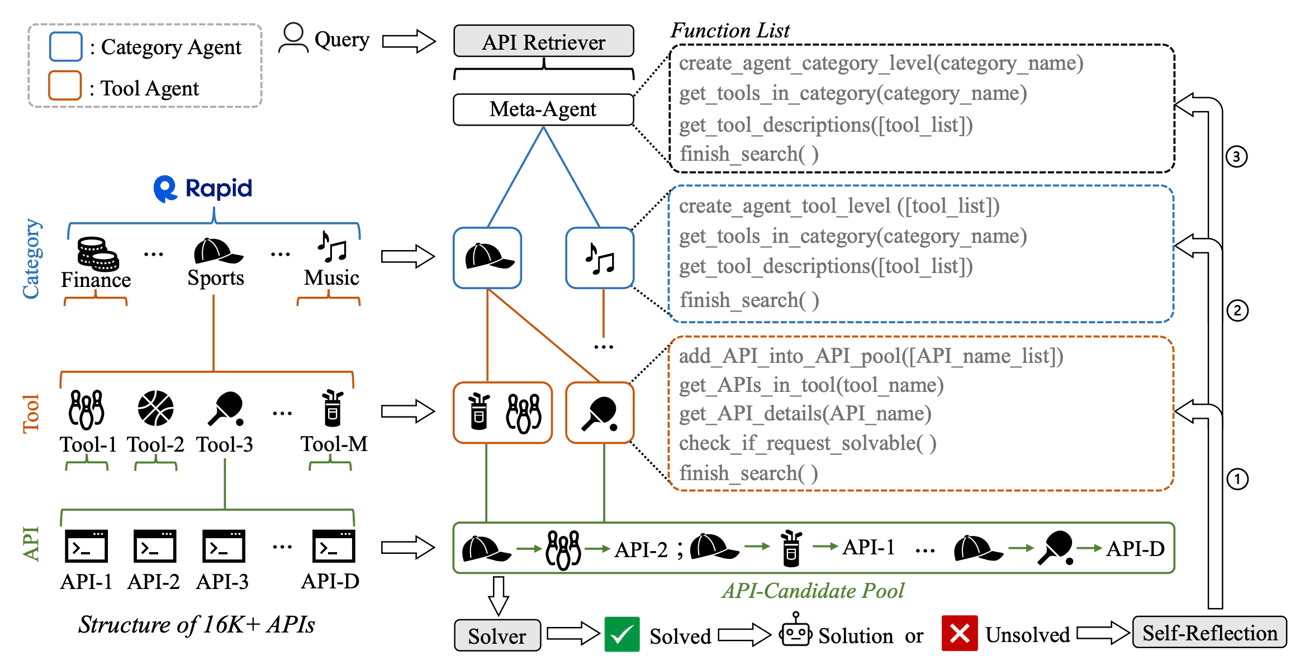 : Category Agent
: Tool Agent
Query
API Retriever
Meta-Agent
Function List
create_agent_category_level(category_name)
get_tools_in_category(category_name)
get_tool_descriptions([tool_list])
finish_search( )
③
Rapid
Category
Finance
...
Sports
...
Music
create_agent_tool_level ([tool_list])
get_tools_in_category(category_name)
get_tool_descriptions([tool_list])
finish_search( )
②
...
Tool
Tool-1
Tool-2
Tool-3
...
Tool-M
add_API_into_API_pool([API_name_list])
get_APIs_in_tool(tool_name)
get_API_details(API_name)
check_if_request_solvable( )
finish_search( )
①
API
>_ >_ >_ ... >_
API-1 API-2 API-3 API-D
API-2 ; API-1 ... API-D
API-Candidate Pool
Structure of 16K+ APIs
Solver
Solved
Solution or
Unsolved
Self-Reflection